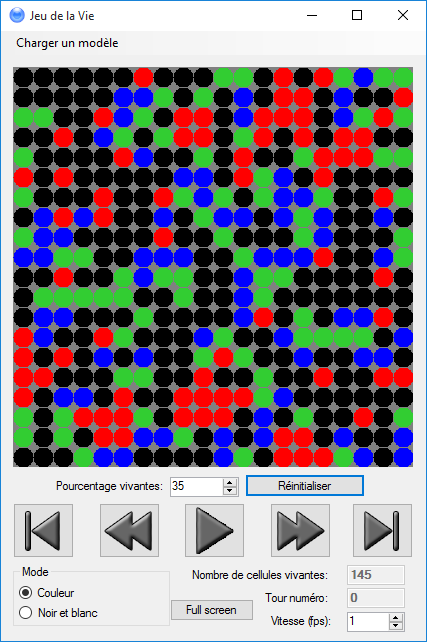 Jeu de la Vie
Charger un modèle
Pourcentage vivantes: 35 Réinitialiser
Mode
Couleur
Noir et blanc
Full screen
Nombre de cellules vivantes: 145
Tour numéro: 0
Vitesse (fps): 1